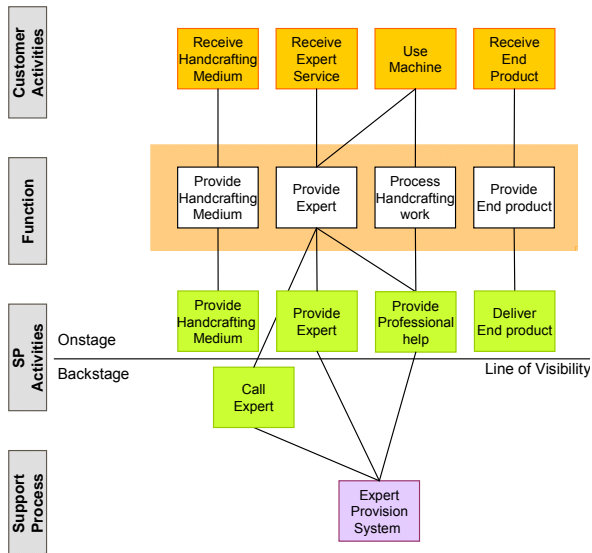 Customer
Activities
Receive
Handcrafting
Medium
Receive
Expert
Service
Use
Machine
Receive
End
Product
Function
Provide
Handcrafting
Medium
Provide
Expert
Process
Handcrafting
work
Provide
End product
SP
Activities
Provide
Handcrafting
Medium
Provide
Expert
Provide
Professional
help
Deliver
End product
Onstage
Backstage
Line of Visibility
Call
Expert
Support
Process
Expert
Provision
System